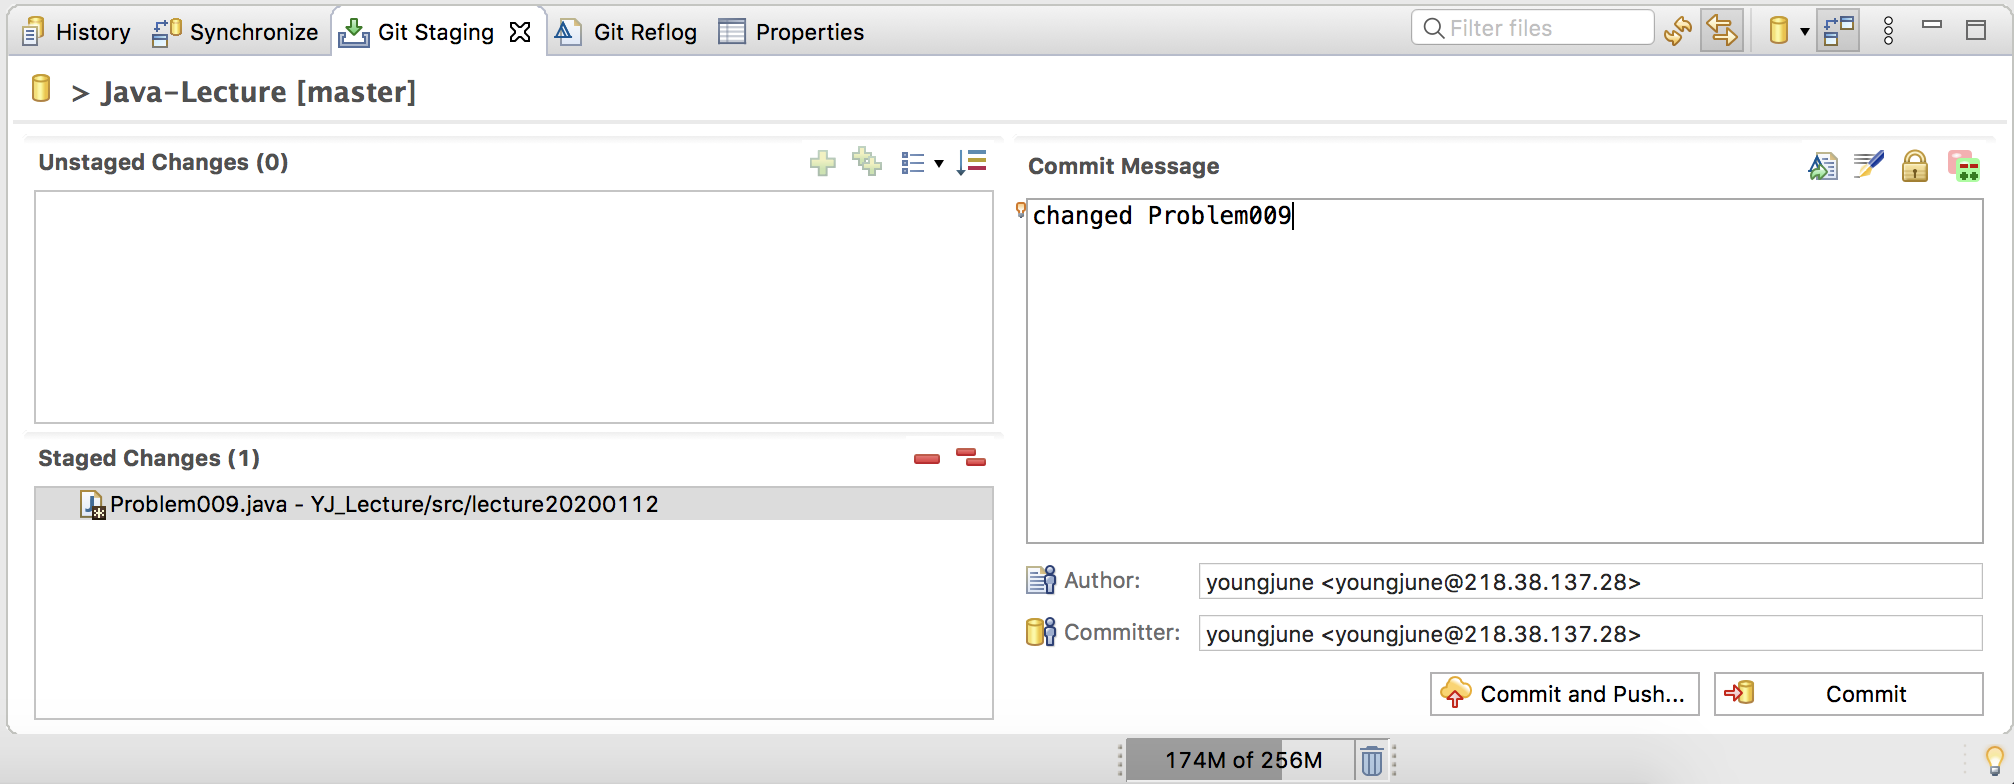 History Synchronize Git Staging Git Reflog Properties Filter files
> Java-Lecture [master]
Unstaged Changes (0)
Staged Changes (1)
Problem009.java - YJ_Lecture/src/lecture20200112
Commit Message
changed Problem009
Author: youngjune <youngjune@218.38.137.28>
Committer: youngjune <youngjune@218.38.137.28>
Commit and Push... Commit
174M of 256M